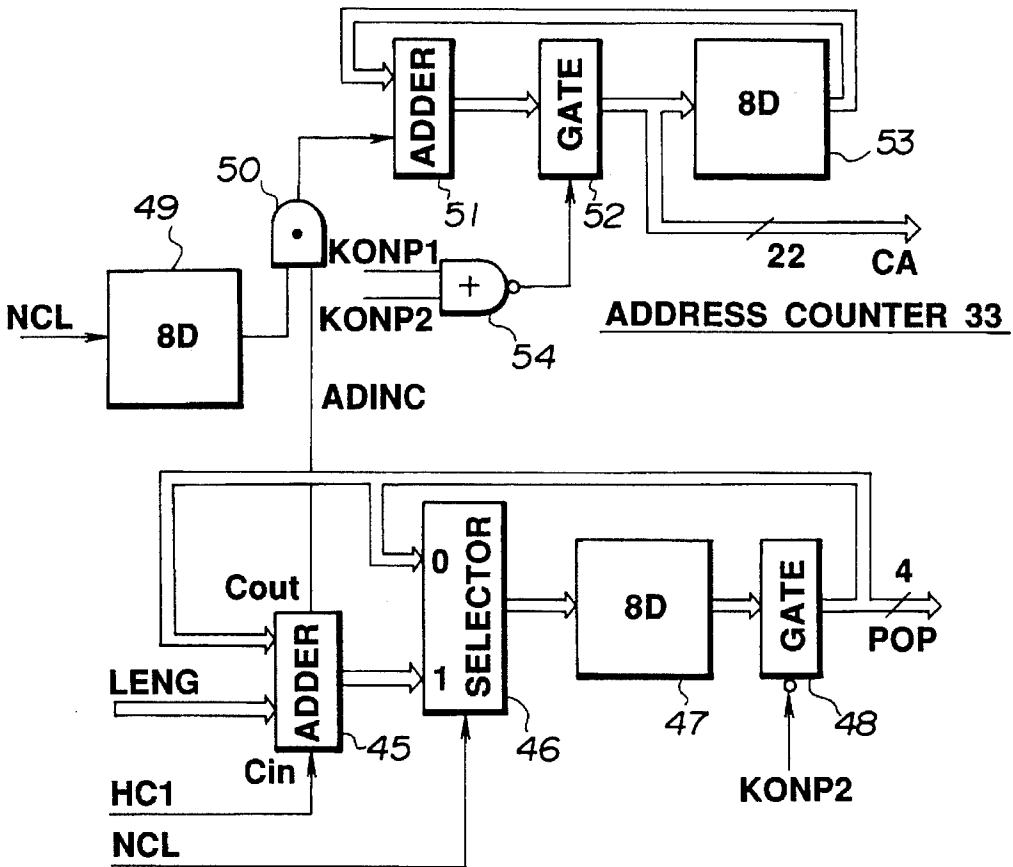 ADDER
GATE
8D
53
50
51
52
49
KONP1
22
CA
NCL
8D
KONP2
54
ADDRESS COUNTER 33
ADINC
0
SELECTOR
8D
GATE
4
POP
Cout
LENG
ADDER
1
45
46
47
48
Cin
HC1
KONP2
NCL